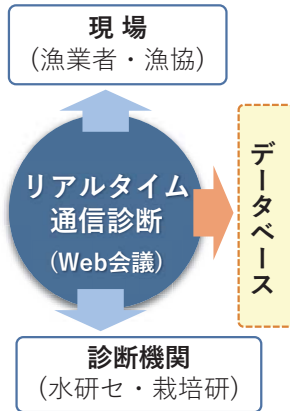 現場
(漁業者・漁協)
リアルタイム
通信診断
(Web会議)
データベース
診断機関
(水研セ・栽培研)